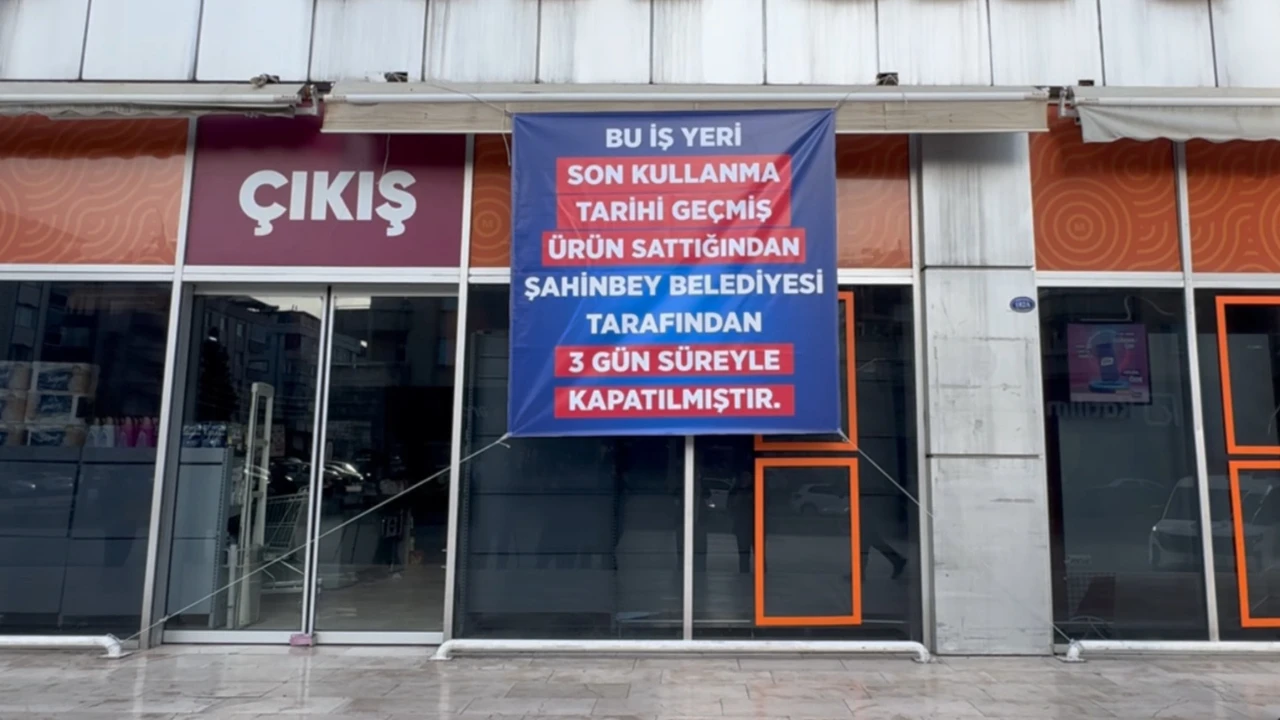 ÇIKIŞ
BU İŞ YERİ
SON KULLANMA
TARİHİ GEÇMİŞ
ÜRÜN SATTIĞINDAN
ŞAHİNBEY BELEDİYESİ
TARAFINDAN
3 GÜN SÜREYLE
KAPATILMIŞTIR.